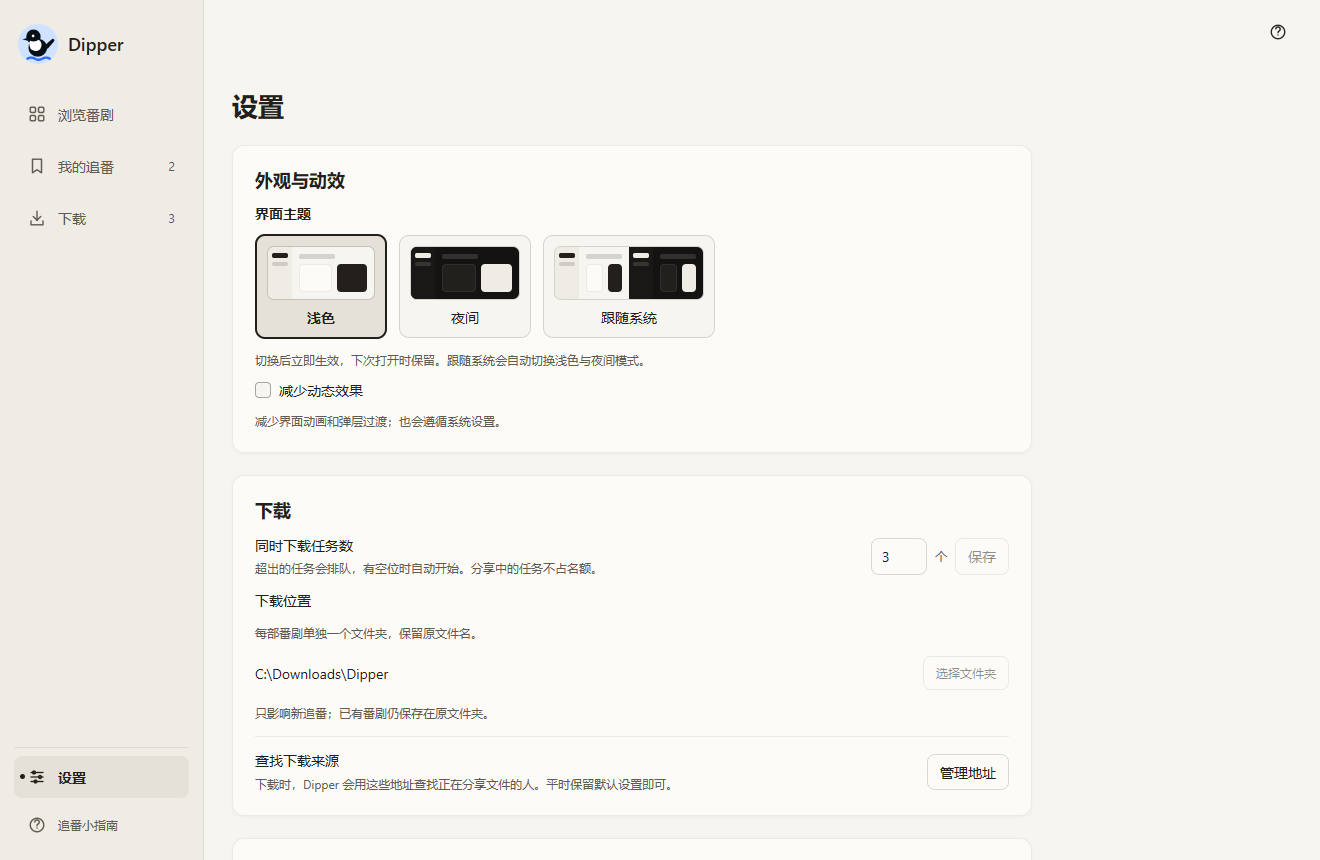 Dipper
浏览番剧
我的追番 2
下载 3
设置
追番小指南
设置
外观与动效
界面主题
浅色
夜间
跟随系统
切换后立即生效，下次打开时保留。跟随系统会自动切换浅色与夜间模式。
减少动态效果
减少界面动画和弹层过渡；也会遵循系统设置。
下载
同时下载任务数
超出的任务会排队，有空位时自动开始。分享中的任务不占名额。
3 个 保存
下载位置
每部番剧单独一个文件夹，保留原文件名。
C:\Downloads\Dipper
选择文件夹
只影响新追番；已有番剧仍保存在原文件夹。
查找下载来源
下载时，Dipper 会用这些地址查找正在分享文件的人。平时保留默认设置即可。
管理地址